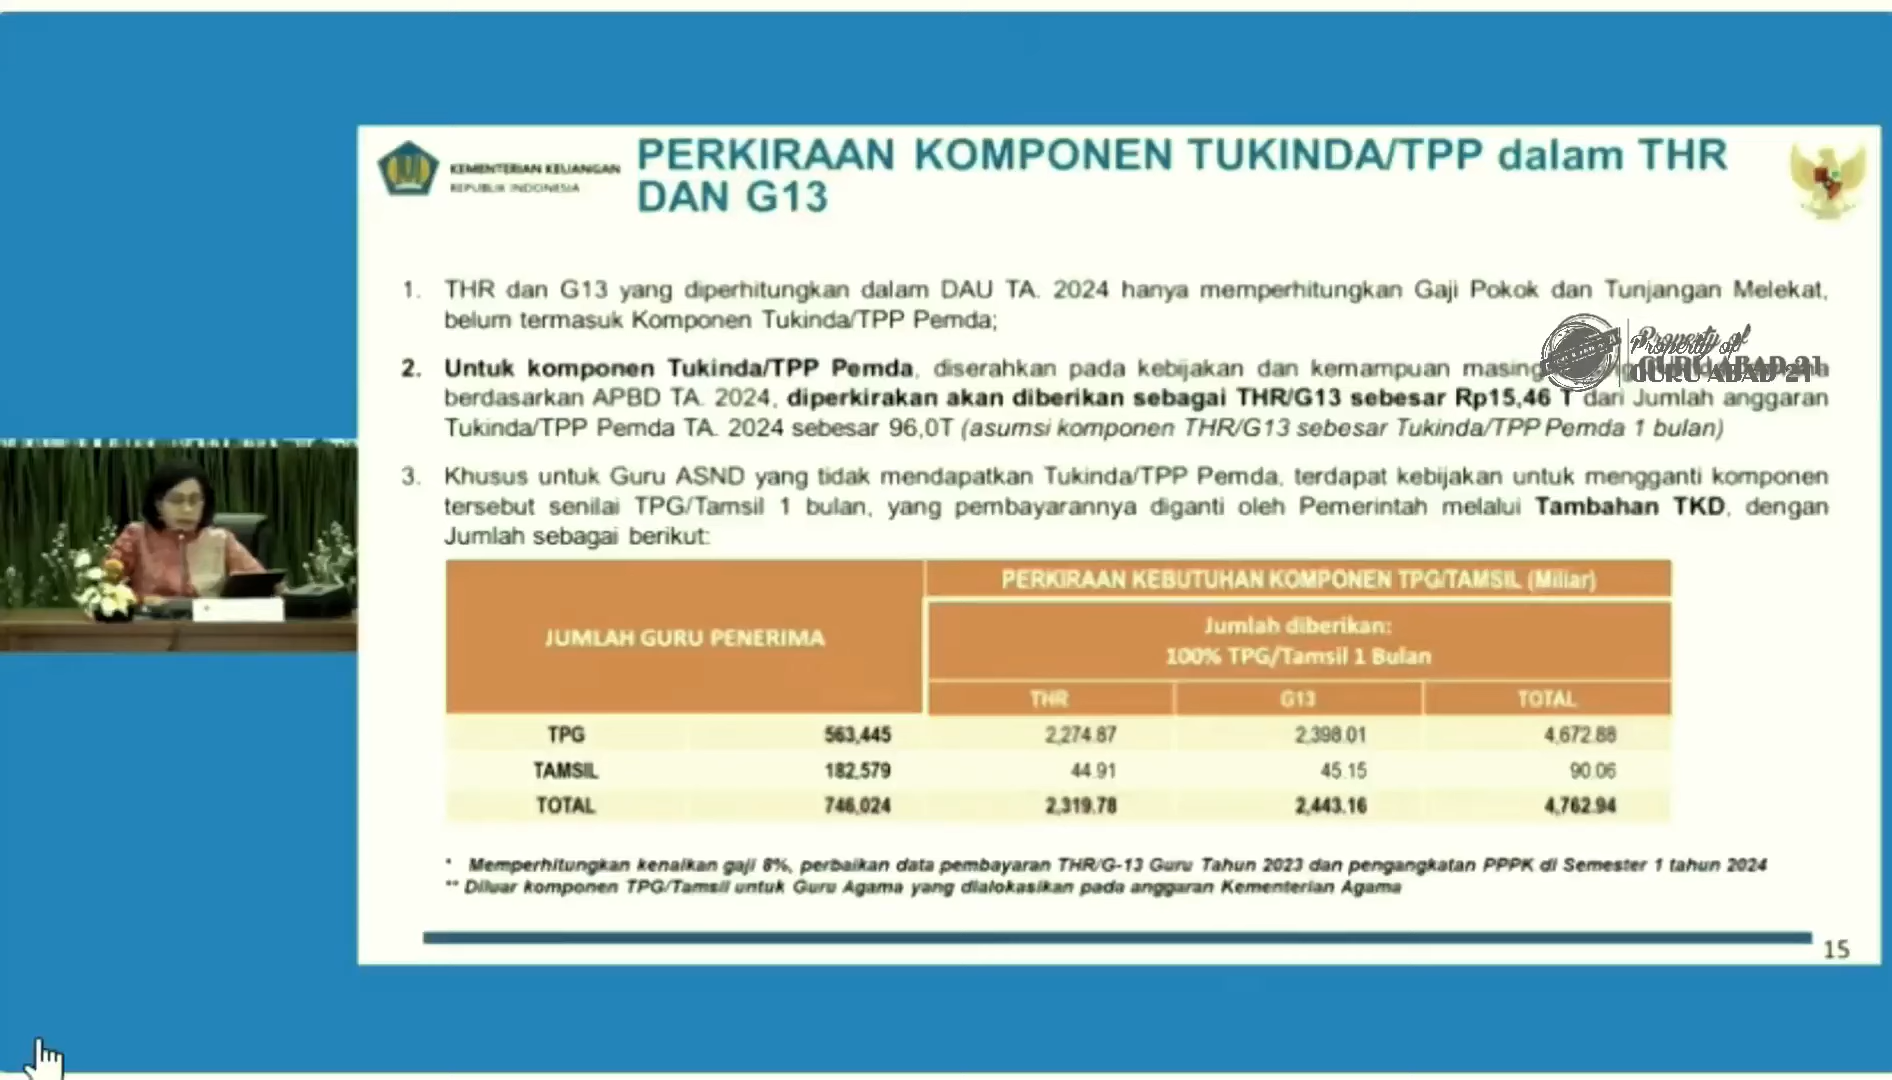 KEMENTERIAN KEUANGAN
REPUBLIK INDONESIA
PERKIRAAN KOMPONEN TUKINDA/TPP dalam THR
DAN G13
1. THR dan G13 yang diperhitungkan dalam DAU TA. 2024 hanya memperhitungkan Gaji Pokok dan Tunjangan Melekat,
belum termasuk Komponen Tukinda/TPP Pemda;
Property of
GURU ABAD 21
2. Untuk komponen Tukinda/TPP Pemda, diserahkan pada kebijakan dan kemampuan masing
berdasarkan APBD TA. 2024, diperkirakan akan diberikan sebagai THR/G13 sebesar Rp15,46 T dari Jumlah anggaran
Tukinda/TPP Pemda TA. 2024 sebesar 96,0T (asumsi komponen THR/G13 sebesar Tukinda/TPP Pemda 1 bulan)
3. Khusus untuk Guru ASND yang tidak mendapatkan Tukinda/TPP Pemda, terdapat kebijakan untuk mengganti komponen
tersebut senilai TPG/Tamsil 1 bulan, yang pembayarannya diganti oleh Pemerintah melalui Tambahan TKD, dengan
Jumlah sebagai berikut:
JUMLAH GURU PENERIMA
PERKIRAAN KEBUTUHAN KOMPONEN TPG/TAMSIL (Miliar)
Jumlah diberikan:
100% TPG/Tamsil 1 Bulan
THR G13 TOTAL
TPG 563,445 2,274.87 2,398.01 4,672.88
TAMSIL 182,579 44.91 45.15 90.06
TOTAL 746,024 2,319.78 2,443.16 4,762.94
* Memperhitungkan kenaikan gaji 8%, perbaikan data pembayaran THR/G-13 Guru Tahun 2023 dan pengangkatan PPPK di Semester 1 tahun 2024
** Diluar komponen TPG/Tamsil untuk Guru Agama yang dialokasikan pada anggaran Kementerian Agama
15